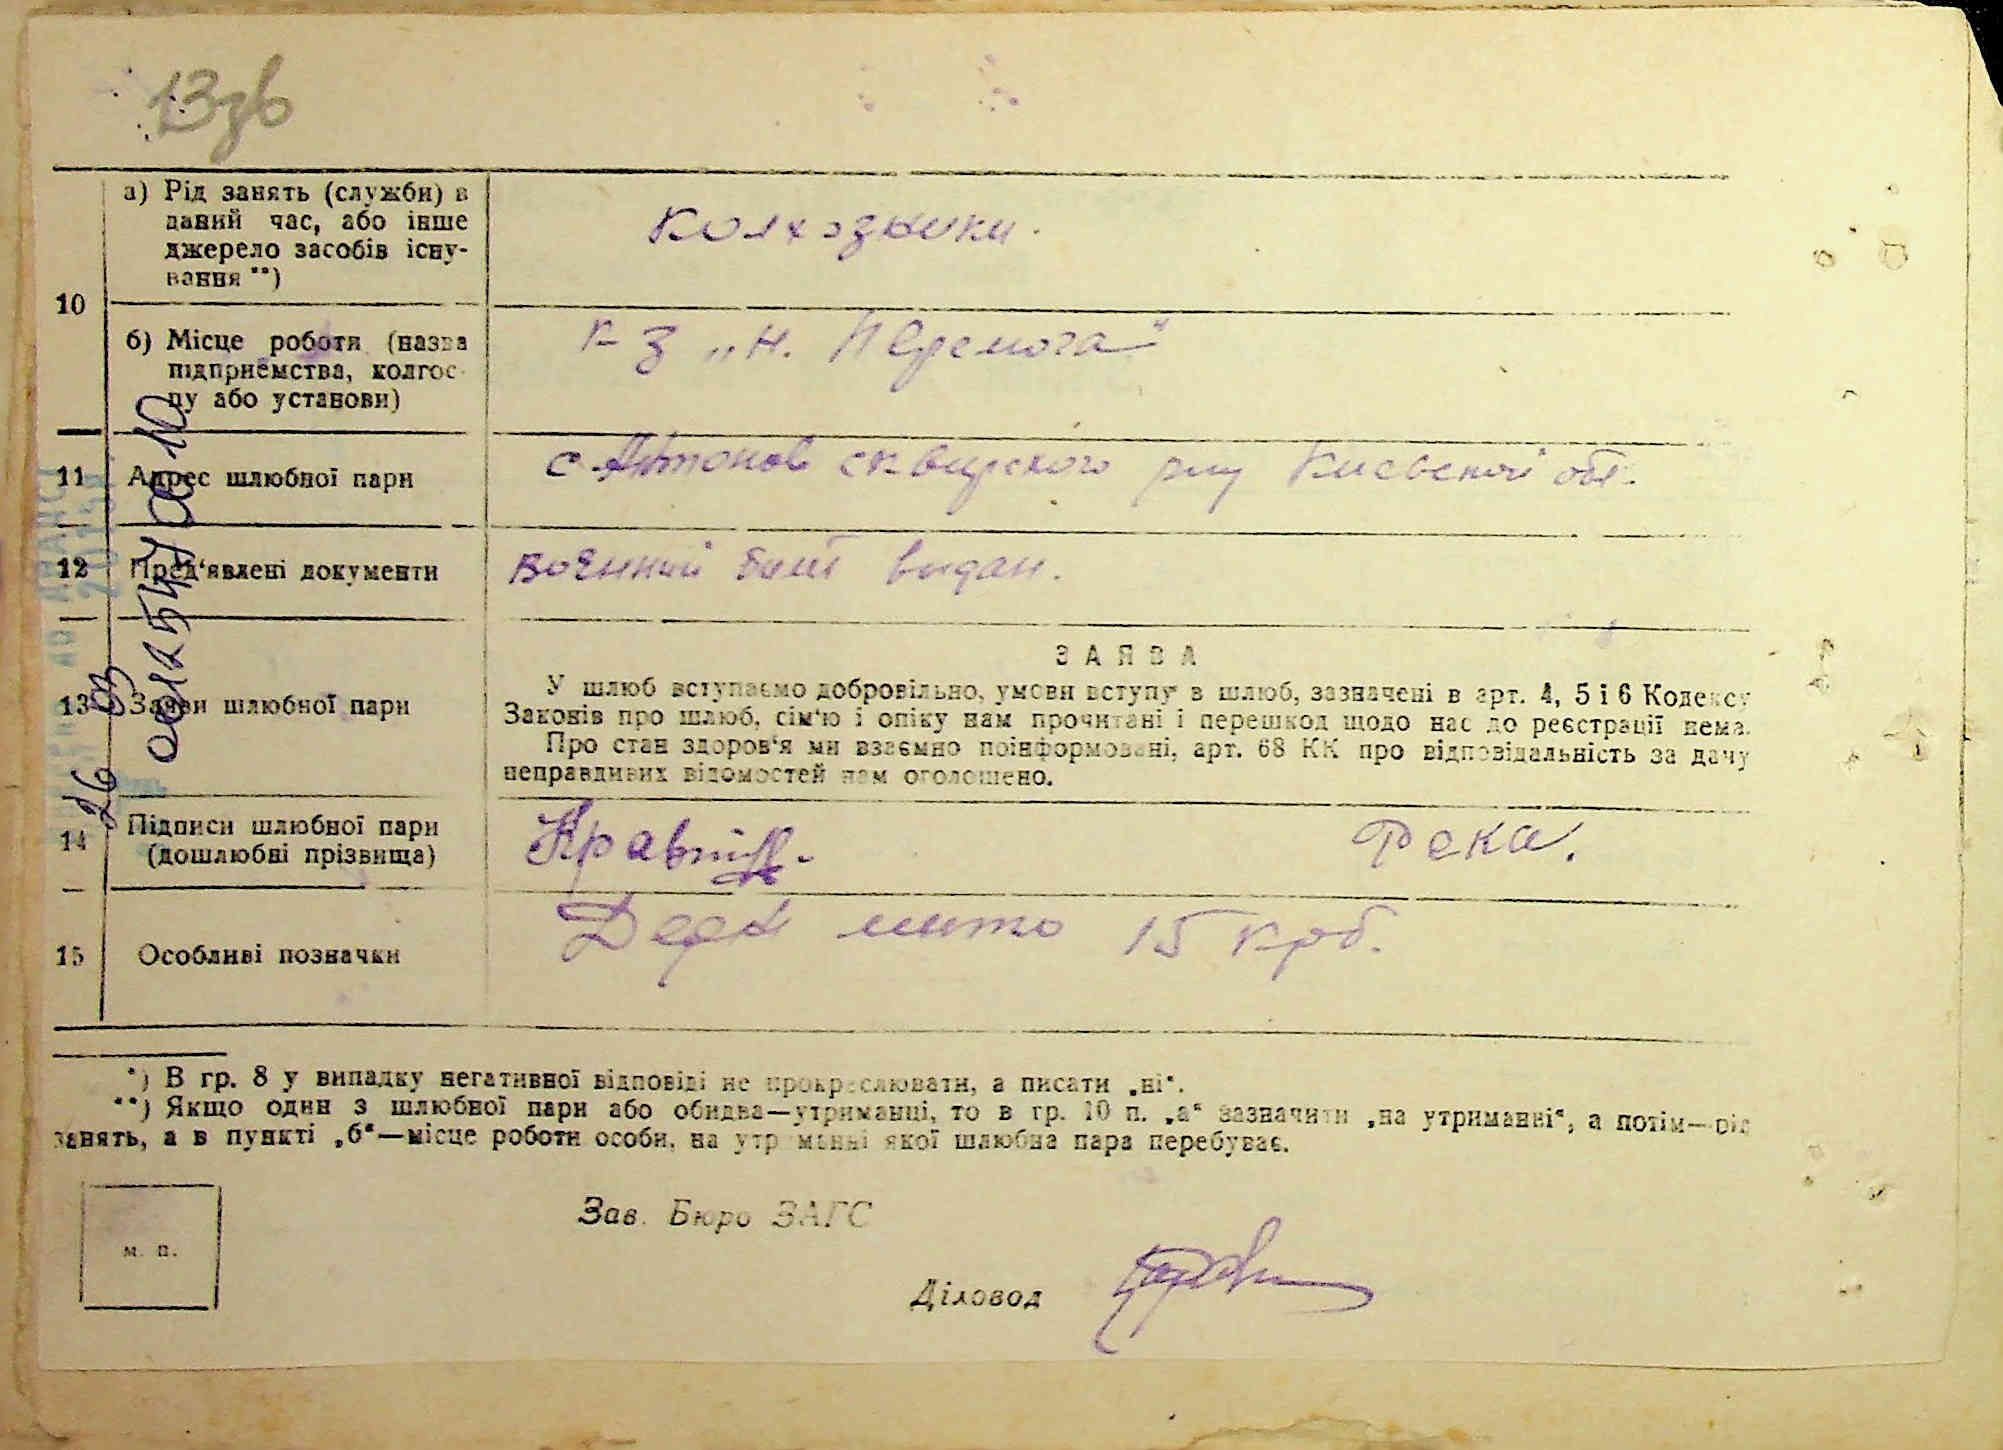 13зв
10
а) Рід занять (служби) в
даний час, або інше
джерело засобів існу-
вання **)
колхозники.
б) Місце роботи (назва
підприємства, колгос-
пу або установи)
к-з „Н. Перемога“
11
Адрес шлюбної пари
с Антонов сквирского р-ну Киевской обл.
12
Пред‘явлені документи
военний билет видан.
13
Заяви шлюбної пари
ЗАЯВА
У шлюб вступаємо добровільно, умови вступу в шлюб, зазначені в арт. 4, 5 і 6 Кодексу
Законів про шлюб, сім‘ю і опіку нам прочитані і перешкод щодо нас до реєстрації нема.
Про стан здоров‘я ми взаємно поінформовані, арт. 68 КК про відповідальність за дачу
неправдивих відомостей нам оголошено.
14
Підписи шлюбної пари
(дошлюбні прізвища)
Река.
15
Особливі позначки
Держ мито 15 крб.
*) В гр. 8 у випадку негативної відповіді не прокреслювати, а писати „ні“.
**) Якщо один з шлюбної пари або обидва—утриманці, то в гр. 10 п. „а“ зазначити „на утриманні“, а потім—рід
занять, а в пункті „б“—місце роботи особи, на утриманні якої шлюбна пара перебуває.
м. п.
Зав. Бюро ЗАГС
Діловод